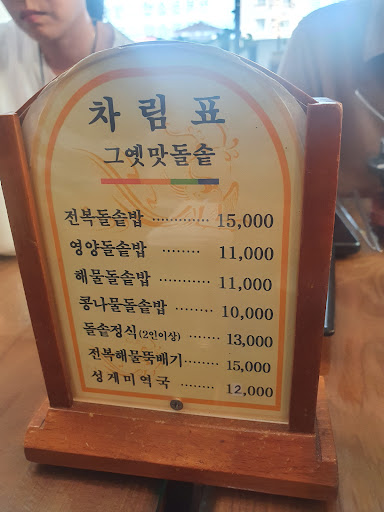 차림표
그옛맛돌솥
전복돌솥밥 ············· 15,000
영양돌솥밥 ········· 11,000
해물돌솥밥 ············ 11,000
콩나물돌솥밥 ·········· 10,000
돌솥정식(2인이상) ········ 13,000
전복해물뚝배기 ······· 15,000
성게미역국 ········ 12,000